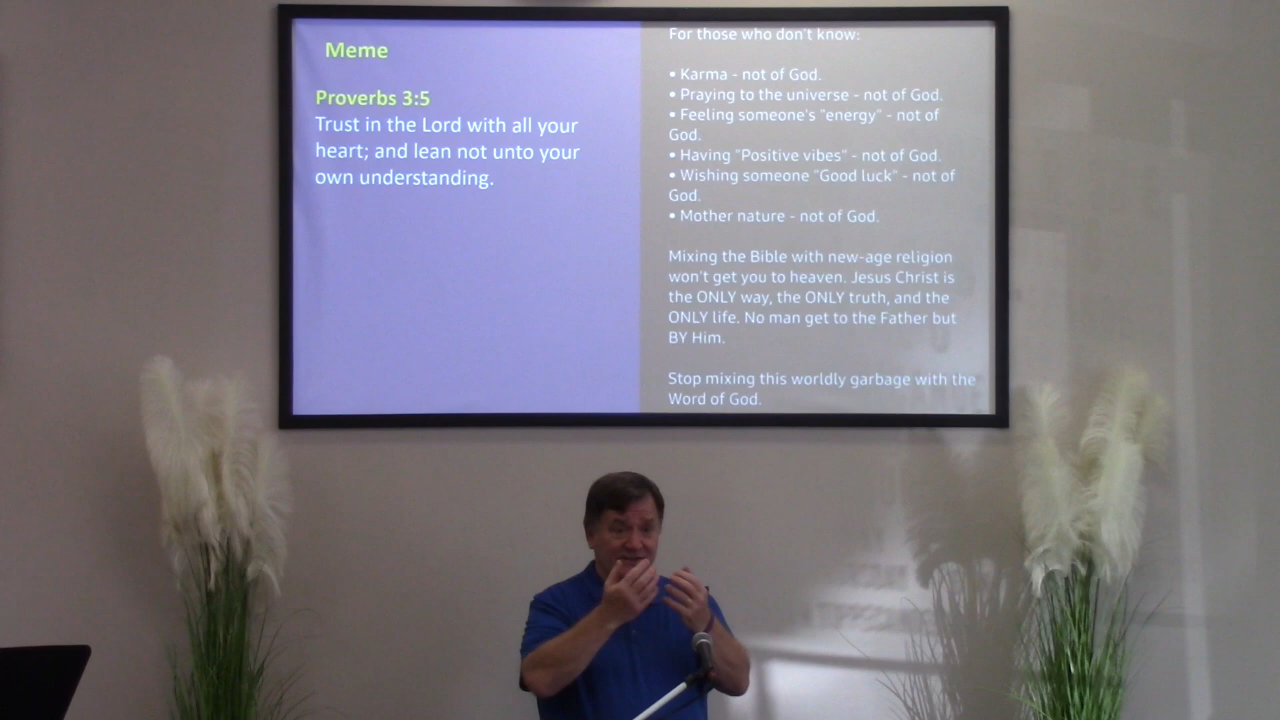 Meme
Proverbs 3:5
Trust in the Lord with all your
heart; and lean not unto your
own understanding.
For those who don't know:
• Karma - not of God.
• Praying to the universe - not of God.
• Feeling someone's "energy" - not of
God.
• Having "Positive vibes" - not of God.
• Wishing someone "Good luck" - not of
God.
• Mother nature - not of God.
Mixing the Bible with new-age religion
won't get you to heaven. Jesus Christ is
the ONLY way, the ONLY truth, and the
ONLY life. No man get to the Father but
BY Him.
Stop mixing this worldly garbage with the
Word of God.